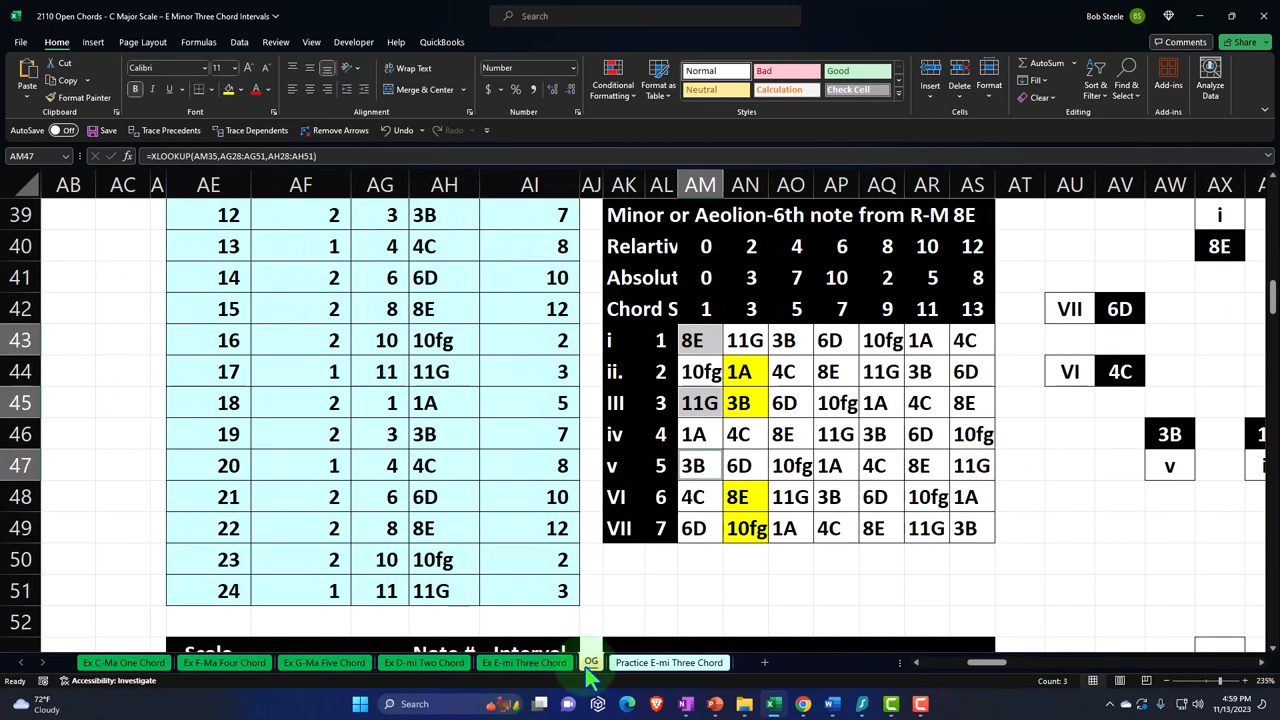 2110 Open Chords - C Major Scale – E Minor Three Chord Intervals
Search
Bob Steele BS
File Home Insert Page Layout Formulas Data Review View Developer Automate Help QuickBooks
Comments Share
Cut
Copy
Format Painter
Paste
Clipboard
Calibri 11
B I U
Font
Wrap Text
Merge & Center
Alignment
Number
$ % ,
Number
Conditional Formatting
Format as Table
Normal Bad Good
Neutral Calculation Check Cell
Styles
Insert Delete Format
Cells
AutoSum
Fill
Clear
Sort & Filter
Find & Select
Editing
Add-ins
Add-ins
Analyze Data
AutoSave Off Save Trace Precedents Trace Dependents Remove Arrows Undo Redo
AM47 fx =XLOOKUP(AM35,AG28:AG51,AH28:AH51)
AB AC A AE AF AG AH AI AJ AK AL AM AN AO AP AQ AR AS AT AU AV AW AX
39 12 2 3 3B 7 Minor or Aeolion-6th note from R-M 8E i
40 13 1 4 4C 8 Relartiv 0 2 4 6 8 10 12 8E
41 14 2 6 6D 10 Absolut 0 3 7 10 2 5 8
42 15 2 8 8E 12 Chord S 1 3 5 7 9 11 13 VII 6D
43 16 2 10 10fg 2 i 1 8E 11G 3B 6D 10fg 1A 4C
44 17 1 11 11G 3 ii. 2 10fg 1A 4C 8E 11G 3B 6D VI 4C
45 18 2 1 1A 5 III 3 11G 3B 6D 10fg 1A 4C 8E
46 19 2 3 3B 7 iv 4 1A 4C 8E 11G 3B 6D 10fg 3B 1
47 20 1 4 4C 8 v 5 3B 6D 10fg 1A 4C 8E 11G v i
48 21 2 6 6D 10 VI 6 4C 8E 11G 3B 6D 10fg 1A
49 22 2 8 8E 12 VII 7 6D 10fg 1A 4C 8E 11G 3B
50 23 2 10 10fg 2
51 24 1 11 11G 3
52
Scale Note # Interval
Ex C-Ma One Chord Ex F-Ma Four Chord Ex G-Ma Five Chord Ex D-mi Two Chord Ex E-mi Three Chord OG Practice E-mi Three Chord
Ready Accessibility: Investigate Count: 3 235%
72°F
Cloudy
Search
4:59 PM
11/13/2023